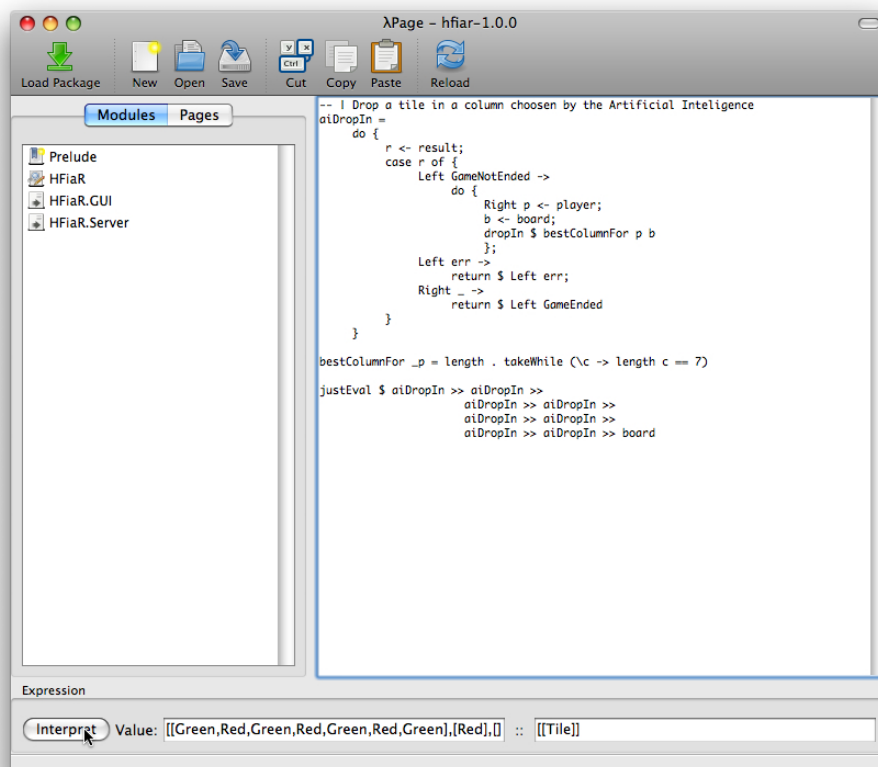 λPage – hfiar-1.0.0
Load Package New Open Save Cut Copy Paste Reload
y x
Ctrl
Modules Pages
Prelude
HFiaR
HFiaR.GUI
HFiaR.Server
-- | Drop a tile in a column choosen by the Artificial Inteligence
aiDropIn =
do {
r <- result;
case r of {
Left GameNotEnded ->
do {
Right p <- player;
b <- board;
dropIn $ bestColumnFor p b
};
Left err ->
return $ Left err;
Right _ ->
return $ Left GameEnded
}
}
bestColumnFor _p = length . takeWhile (\c -> length c == 7)
justEval $ aiDropIn >> aiDropIn >>
aiDropIn >> aiDropIn >>
aiDropIn >> aiDropIn >>
aiDropIn >> aiDropIn >> board
Expression
Interpret Value: [[Green,Red,Green,Red,Green,Red,Green],[Red],[] :: [[Tile]]